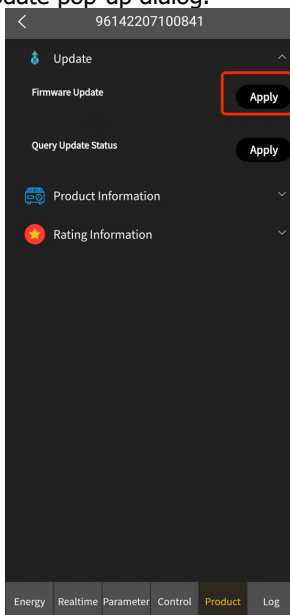 update pop-up dialog.
96142207100841
Update
Firmware Update
Apply
Query Update Status
Apply
Product Information
Rating Information
Energy Realtime Parameter Control Product Log